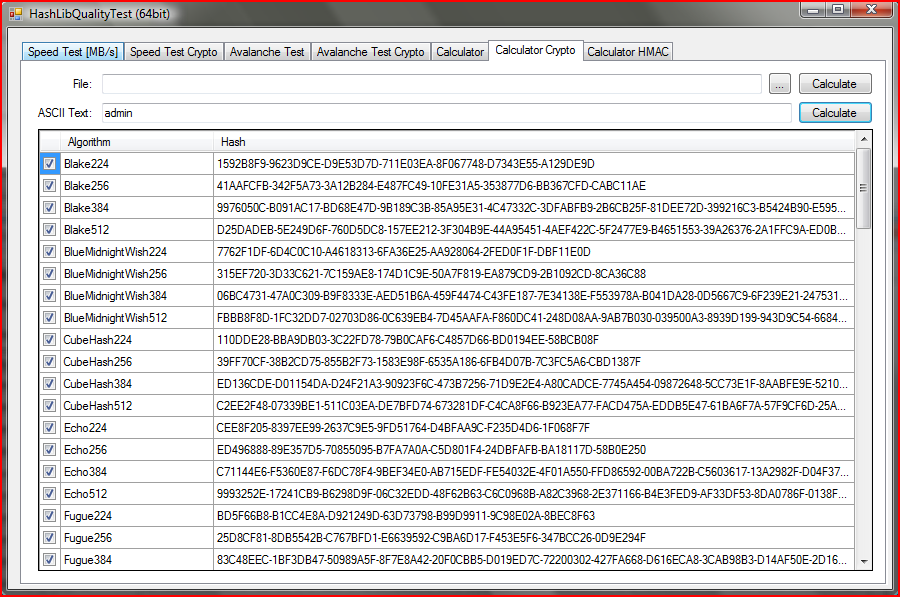 HashLibQualityTest (64bit)
Speed Test [MB/s] Speed Test Crypto Avalanche Test Avalanche Test Crypto Calculator Calculator Crypto Calculator HMAC
File: ... Calculate
ASCII Text: admin Calculate
Algorithm Hash
Blake224 1592B8F9-9623D9CE-D9E53D7D-711E03EA-8F067748-D7343E55-A129DE9D
Blake256 41AAFCFB-342F5A73-3A12B284-E487FC49-10FE31A5-353877D6-BB367CFD-CABC11AE
Blake384 9976050C-B091AC17-BD68E47D-9B189C3B-85A95E31-4C47332C-3DFABFB9-2B6CB25F-81DEE72D-399216C3-B5424B90-E595...
Blake512 D25DADEB-5E249D6F-760D5DC8-157EE212-3F304B9E-44A95451-4AEF422C-5F2477E9-B4651553-39A26376-2A1FFC9A-ED0B...
BlueMidnightWish224 7762F1DF-6D4C0C10-A4618313-6FA36E25-AA928064-2FED0F1F-DBF11E0D
BlueMidnightWish256 315EF720-3D33C621-7C159AE8-174D1C9E-50A7F819-EA879CD9-2B1092CD-8CA36C88
BlueMidnightWish384 06BC4731-47A0C309-B9F8333E-AED51B6A-459F4474-C43FE187-7E34138E-F553978A-B041DA28-0D5667C9-6F239E21-247531...
BlueMidnightWish512 FBBB8F8D-1FC32DD7-02703D86-0C639EB4-7D45AAFA-F860DC41-248D08AA-9AB7B030-039500A3-8939D199-943D9C54-6684...
CubeHash224 110DDE28-BBA9DB03-3C22FD78-79B0CAF6-C4857D66-BD0194EE-58BCB08F
CubeHash256 39FF70CF-38B2CD75-855B2F73-1583E98F-6535A186-6FB4D07B-7C3FC5A6-CBD1387F
CubeHash384 ED136CDE-D01154DA-D24F21A3-90923F6C-473B7256-71D9E2E4-A80CADCE-7745A454-09872648-5CC73E1F-8AABFE9E-5210...
CubeHash512 C2EE2F48-07339BE1-511C03EA-DE7BFD74-673281DF-C4CA8F66-B923EA77-FACD475A-EDDB5E47-61BA6F7A-57F9CF6D-25A...
Echo224 CEE8F205-8397EE99-2637C9E5-9FD51764-D4BFAA9C-F235D4D6-1F068F7F
Echo256 ED496888-89E357D5-70855095-B7FA7A0A-C5D801F4-24DBFAFB-BA18117D-58B0E250
Echo384 C71144E6-F5360E87-F6DC78F4-9BEF34E0-AB715EDF-FE54032E-4F01A550-FFD86592-00BA722B-C5603617-13A2982F-D04F37...
Echo512 9993252E-17241CB9-B6298D9F-06C32EDD-48F62B63-C6C0968B-A82C3968-2E371166-B4E3FED9-AF33DF53-8DA0786F-0138F...
Fugue224 BD5F66B8-B1CC4E8A-D921249D-63D73798-B99D9911-9C98E02A-8BEC8F63
Fugue256 25D8CF81-8DB5542B-C767BFD1-E6639592-C9BA6D17-F453E5F6-347BCC26-0D9E294F
Fugue384 83C48EEC-1BF3DB47-50989A5F-8F7E8A42-20F0CBB5-D019ED7C-72200302-427FA668-D616ECA8-3CAB98B3-D14AF50E-2D16...